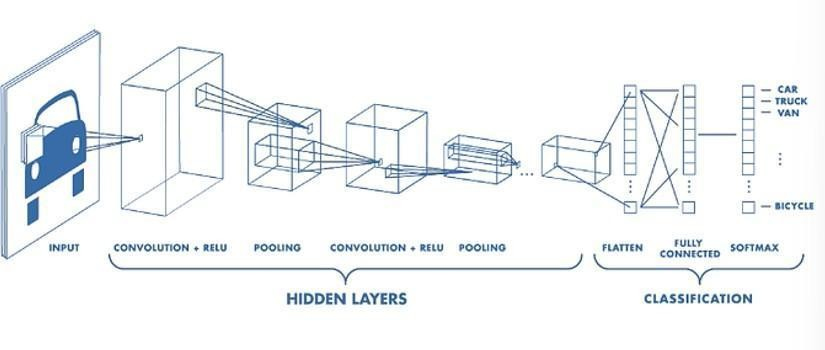 CAR
TRUCK
VAN
BICYCLE
INPUT
CONVOLUTION + RELU
POOLING
CONVOLUTION + RELU
POOLING
FLATTEN
FULLY
CONNECTED
SOFTMAX
HIDDEN LAYERS
CLASSIFICATION